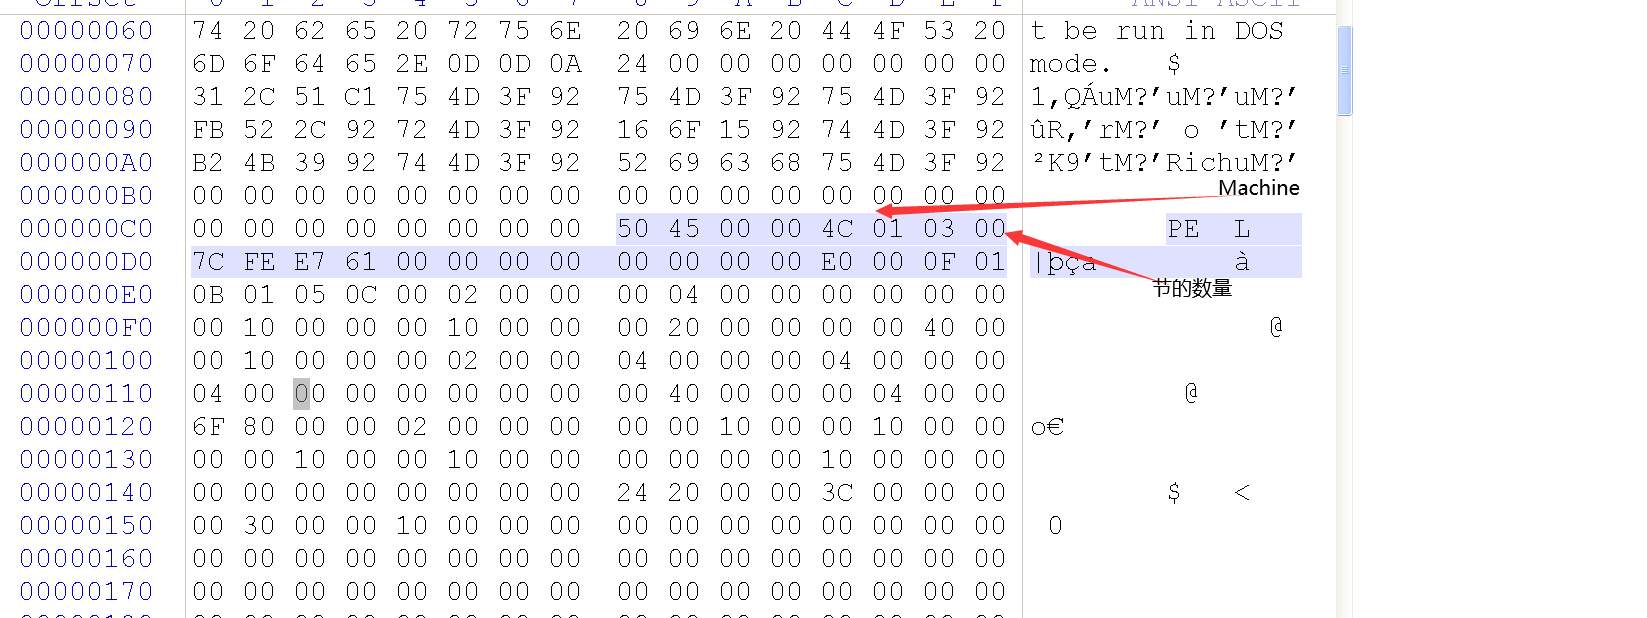 Offset 0 1 2 3 4 5 6 7 8 9 A B C D E F ANSI ASCII
00000060 74 20 62 65 20 72 75 6E 20 69 6E 20 44 4F 53 20 t be run in DOS
00000070 6D 6F 64 65 2E 0D 0D 0A 24 00 00 00 00 00 00 00 mode. $
00000080 31 2C 51 C1 75 4D 3F 92 75 4D 3F 92 75 4D 3F 92 1,QÁuM?’uM?’uM?’
00000090 FB 52 2C 92 72 4D 3F 92 16 6F 15 92 74 4D 3F 92 ûR,’rM?’ o ’tM?’
000000A0 B2 4B 39 92 74 4D 3F 92 52 69 63 68 75 4D 3F 92 ²K9’tM?’RichuM?’
000000B0 00 00 00 00 00 00 00 00 00 00 00 00 00 00 00 00
Machine
000000C0 00 00 00 00 00 00 00 00 50 45 00 00 4C 01 03 00 PE L
000000D0 7C FE E7 61 00 00 00 00 00 00 00 00 E0 00 0F 01 |þça à
节的数量
000000E0 0B 01 05 0C 00 02 00 00 00 04 00 00 00 00 00 00
000000F0 00 10 00 00 00 10 00 00 00 20 00 00 00 00 40 00 @
00000100 00 10 00 00 00 02 00 00 04 00 00 00 04 00 00 00
00000110 04 00 00 00 00 00 00 00 00 40 00 00 00 04 00 00 @
00000120 6F 80 00 00 02 00 00 00 00 00 10 00 00 10 00 00 o€
00000130 00 00 10 00 00 10 00 00 00 00 00 00 10 00 00 00
00000140 00 00 00 00 00 00 00 00 24 20 00 00 3C 00 00 00 $ <
00000150 00 30 00 00 10 00 00 00 00 00 00 00 00 00 00 00 0
00000160 00 00 00 00 00 00 00 00 00 00 00 00 00 00 00 00
00000170 00 00 00 00 00 00 00 00 00 00 00 00 00 00 00 00